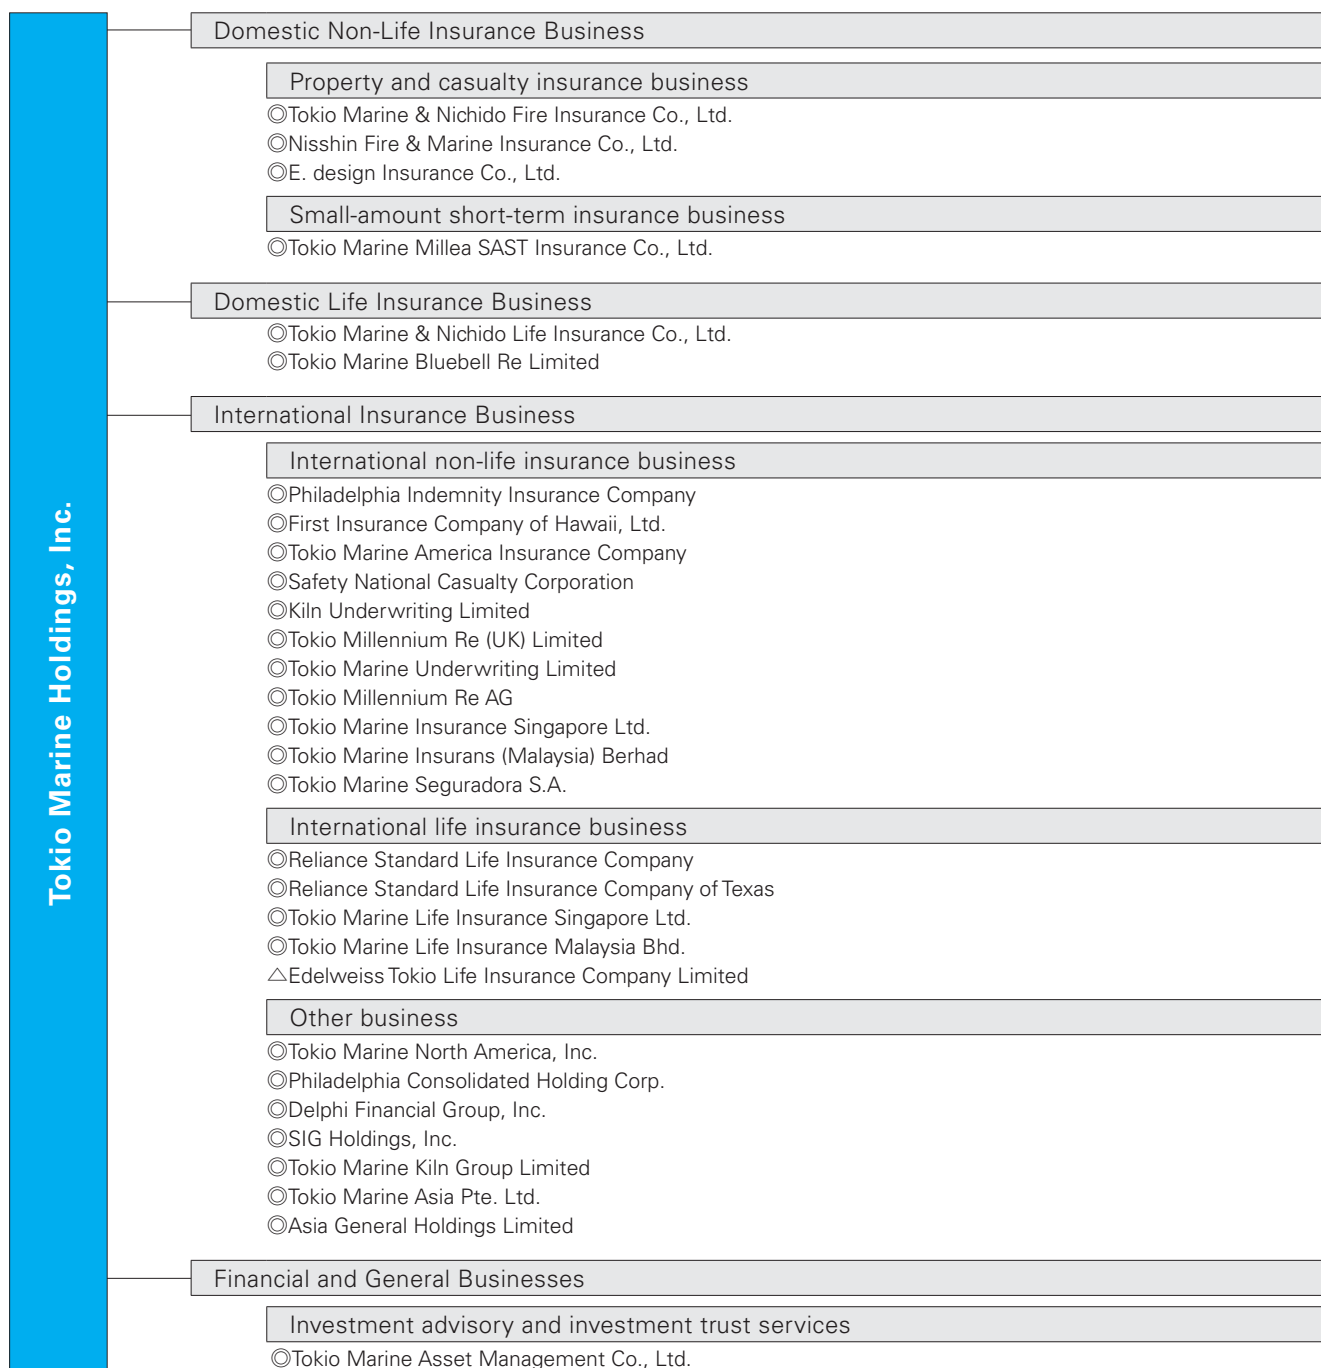 Tokio Marine Holdings, Inc.
Domestic Non-Life Insurance Business
Property and casualty insurance business
◎Tokio Marine & Nichido Fire Insurance Co., Ltd.
◎Nisshin Fire & Marine Insurance Co., Ltd.
◎E. design Insurance Co., Ltd.
Small-amount short-term insurance business
◎Tokio Marine Millea SAST Insurance Co., Ltd.
Domestic Life Insurance Business
◎Tokio Marine & Nichido Life Insurance Co., Ltd.
◎Tokio Marine Bluebell Re Limited
International Insurance Business
International non-life insurance business
◎Philadelphia Indemnity Insurance Company
◎First Insurance Company of Hawaii, Ltd.
◎Tokio Marine America Insurance Company
◎Safety National Casualty Corporation
◎Kiln Underwriting Limited
◎Tokio Millennium Re (UK) Limited
◎Tokio Marine Underwriting Limited
◎Tokio Millennium Re AG
◎Tokio Marine Insurance Singapore Ltd.
◎Tokio Marine Insurans (Malaysia) Berhad
◎Tokio Marine Seguradora S.A.
International life insurance business
◎Reliance Standard Life Insurance Company
◎Reliance Standard Life Insurance Company of Texas
◎Tokio Marine Life Insurance Singapore Ltd.
◎Tokio Marine Life Insurance Malaysia Bhd.
△Edelweiss Tokio Life Insurance Company Limited
Other business
◎Tokio Marine North America, Inc.
◎Philadelphia Consolidated Holding Corp.
◎Delphi Financial Group, Inc.
◎SIG Holdings, Inc.
◎Tokio Marine Kiln Group Limited
◎Tokio Marine Asia Pte. Ltd.
◎Asia General Holdings Limited
Financial and General Businesses
Investment advisory and investment trust services
◎Tokio Marine Asset Management Co., Ltd.